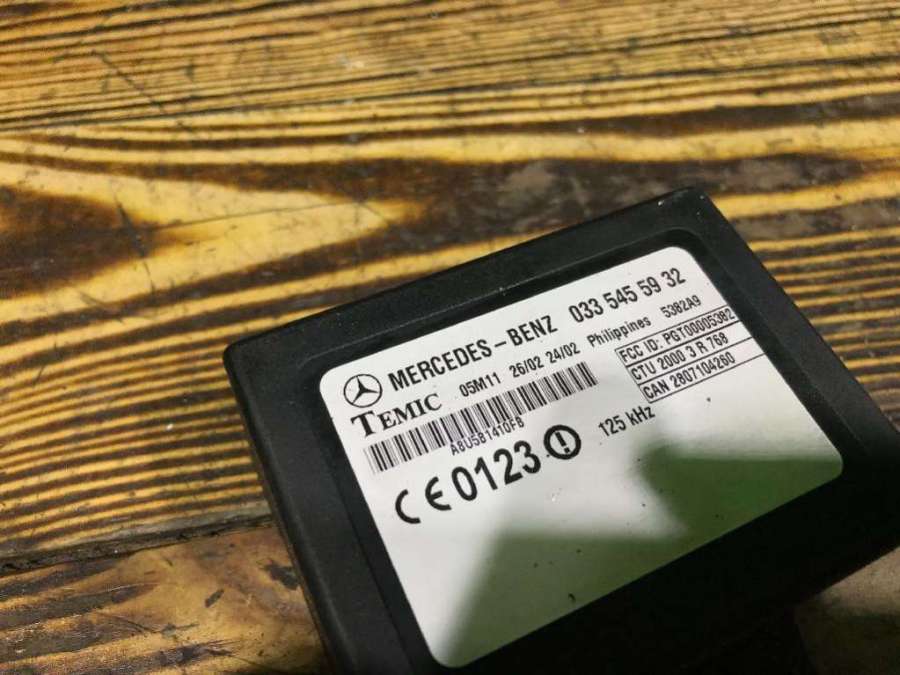 MERCEDES-BENZ 033 545 59 32
TEMIC 05M11 26/02 24/02 Philippines 5382A9
A8U581410FB
FCC ID: PGT00005382
CTU 2000 3 R 768
CAN 2807104260
CE0123 125 kHz